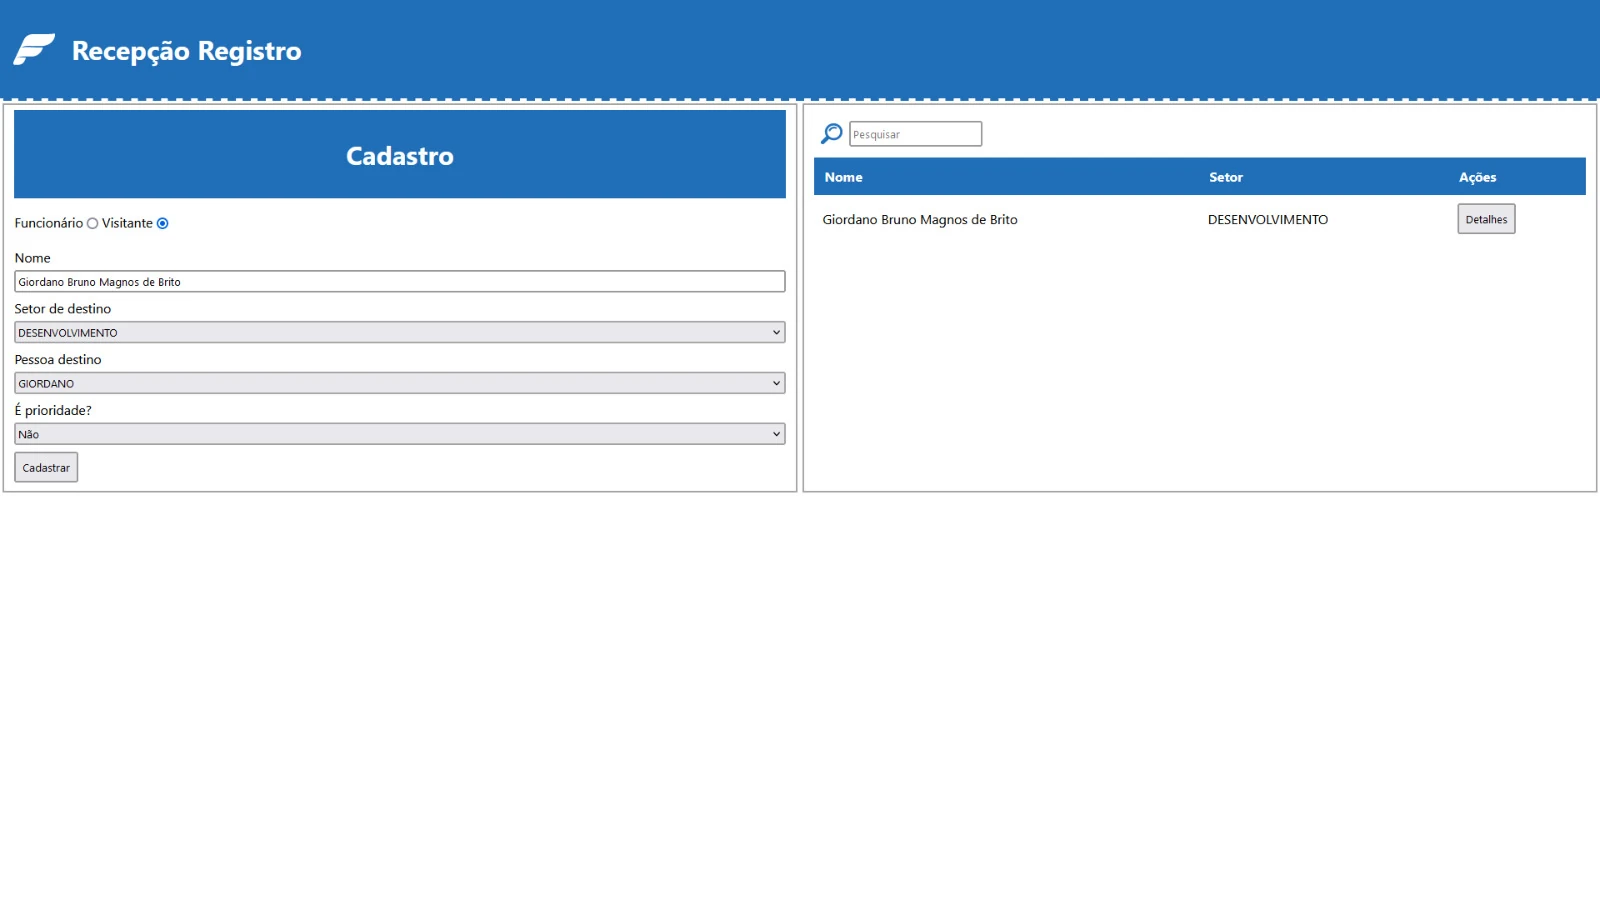 Recepção Registro
Cadastro
Funcionário Visitante
Nome
Giordano Bruno Magnos de Brito
Setor de destino
DESENVOLVIMENTO
Pessoa destino
GIORDANO
É prioridade?
Não
Cadastrar
Pesquisar
Nome Setor Ações
Giordano Bruno Magnos de Brito DESENVOLVIMENTO Detalhes